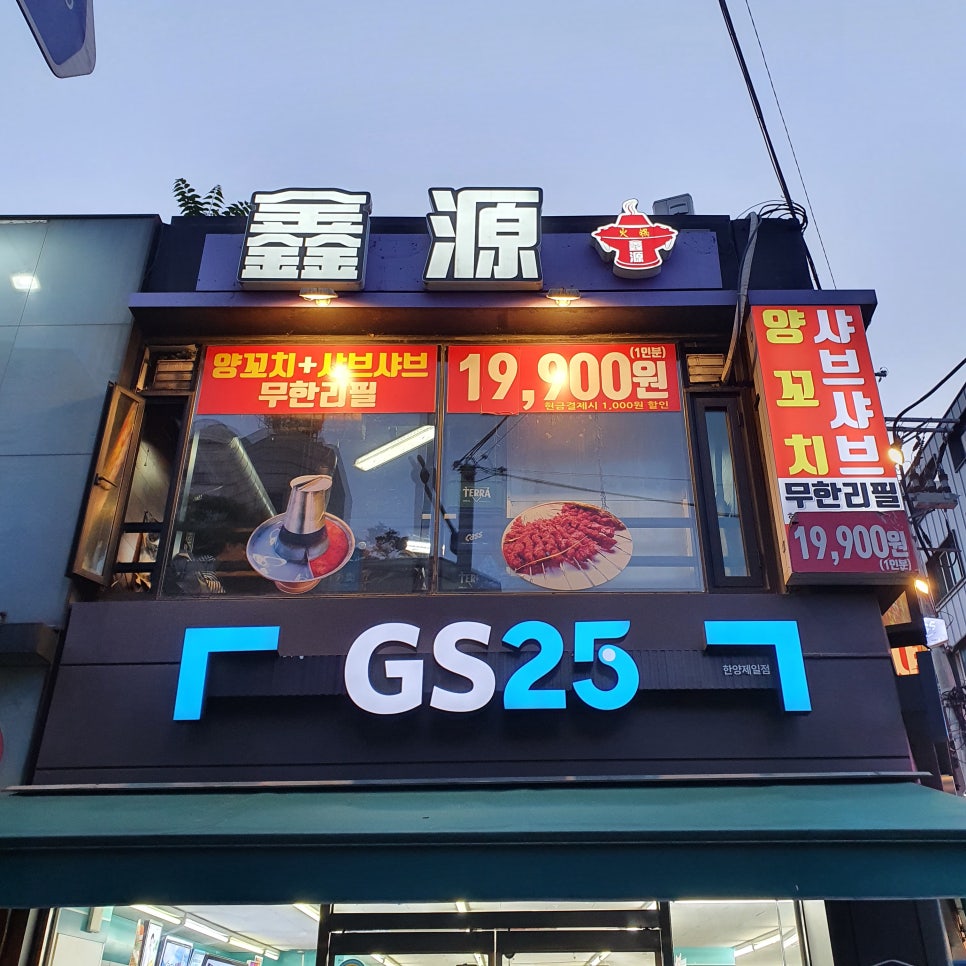 鑫源
火锅
鑫源
양꼬치+샤브샤브
무한리필
19,900원
(1인분)
현금결제시 1,000원 할인
양꼬치
샤브샤브
무한리필
19,900원
(1인분)
TERRA
Cass
TERRA
GS25
한양제일점